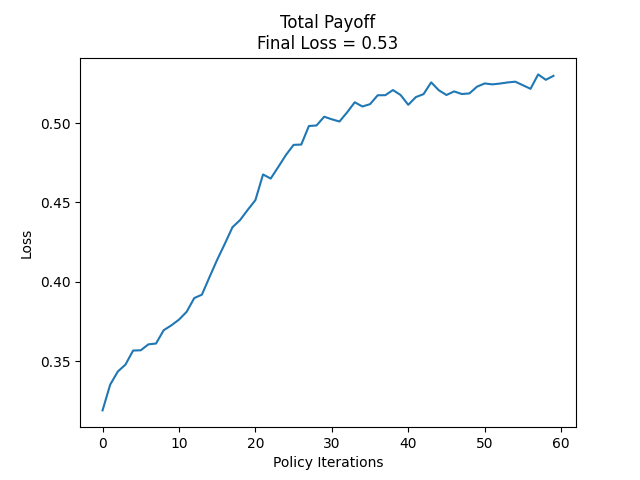 Total Payoff
Final Loss = 0.53
0.50
0.45
0.40
0.35
Loss
0 10 20 30 40 50 60
Policy Iterations